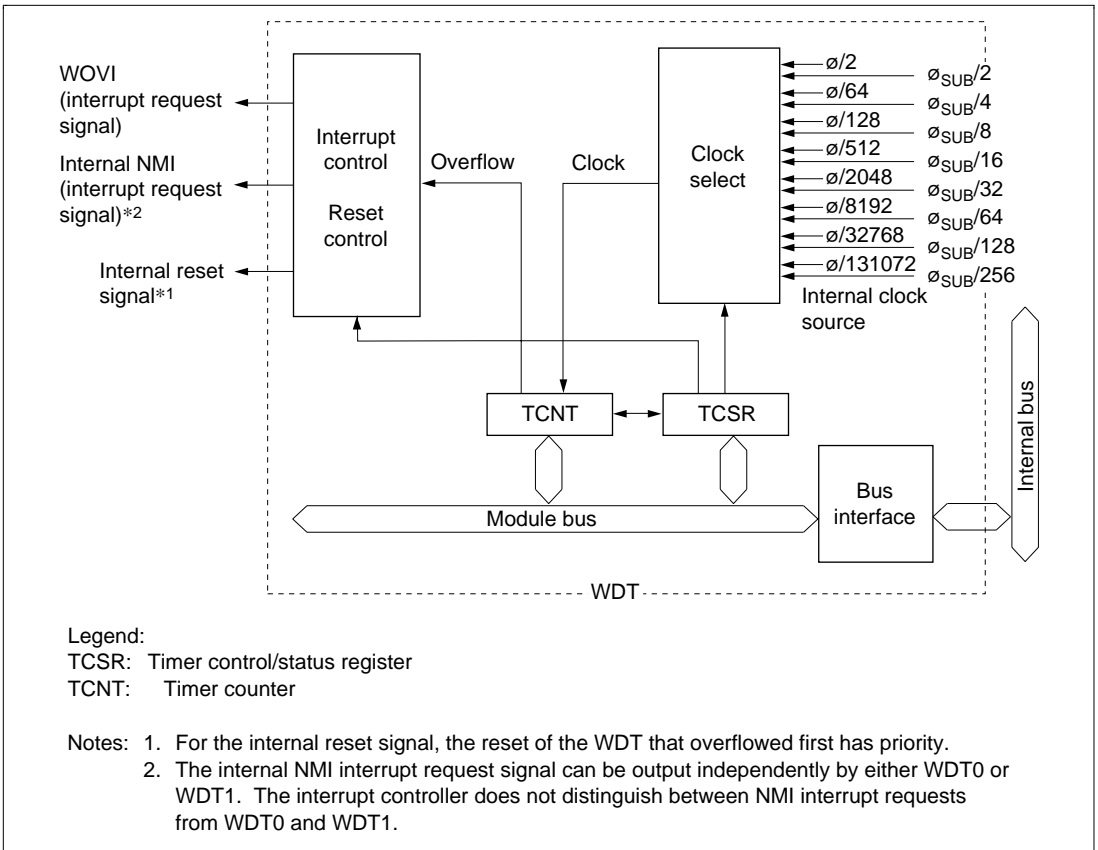 WOVI
(interrupt request
signal)
Internal NMI
(interrupt request
signal)*2
Internal reset
signal*1
Interrupt
control
Reset
control
Overflow
Clock
Clock
select
ø/2
øSUB/2
ø/64
øSUB/4
ø/128
øSUB/8
ø/512
øSUB/16
ø/2048
øSUB/32
ø/8192
øSUB/64
ø/32768
øSUB/128
ø/131072
øSUB/256
Internal clock
source
TCNT
TCSR
Module bus
Bus
interface
Internal bus
WDT
Legend:
TCSR: Timer control/status register
TCNT: Timer counter
Notes: 1. For the internal reset signal, the reset of the WDT that overflowed first has priority.
2. The internal NMI interrupt request signal can be output independently by either WDT0 or
WDT1. The interrupt controller does not distinguish between NMI interrupt requests
from WDT0 and WDT1.